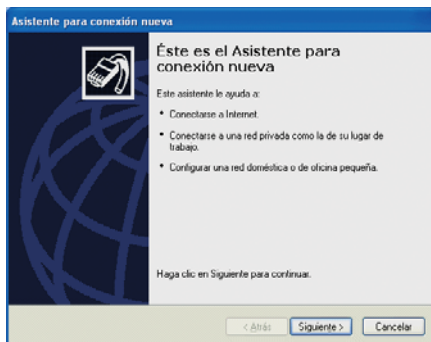 Asistente para conexión nueva
Éste es el Asistente para
conexión nueva
Este asistente le ayuda a:
• Conectarse a Internet.
• Conectarse a una red privada como la de su lugar de
trabajo.
• Configurar una red doméstica o de oficina pequeña.
Haga clic en Siguiente para continuar.
< Atrás Siguiente > Cancelar